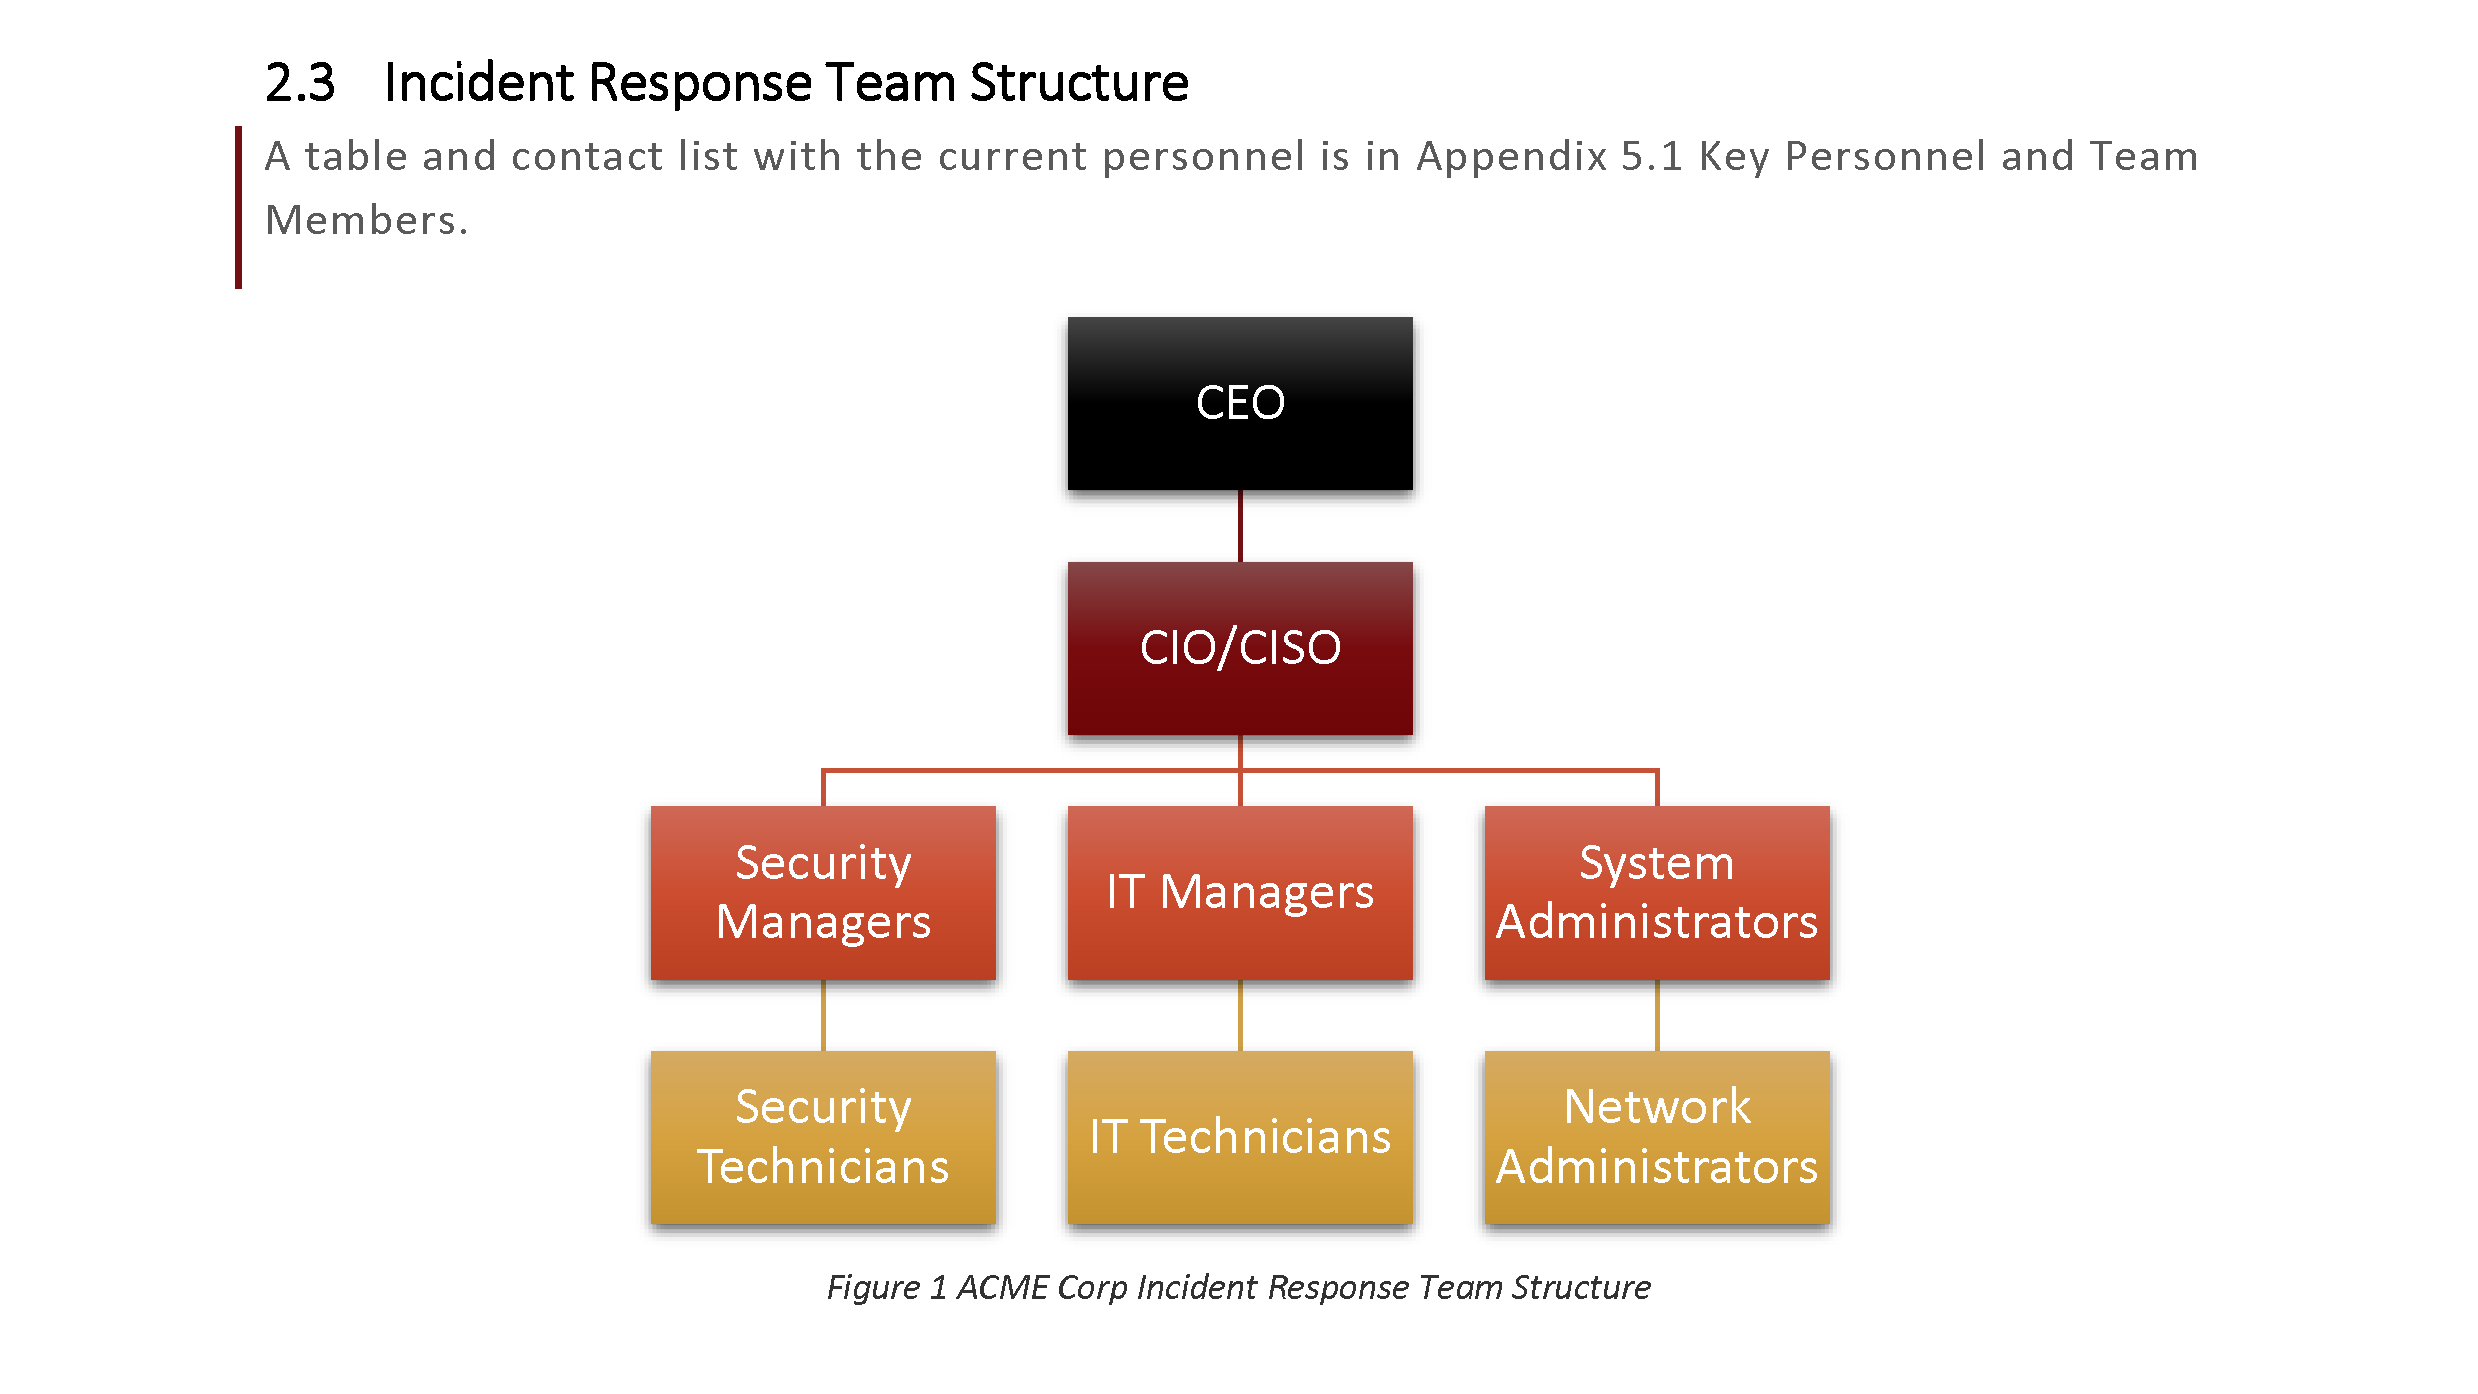 2.3 Incident Response Team Structure
A table and contact list with the current personnel is in Appendix 5.1 Key Personnel and Team
Members.
CEO
CIO/CISO
Security
Managers
IT Managers
System
Administrators
Security
Technicians
IT Technicians
Network
Administrators
Figure 1 ACME Corp Incident Response Team Structure